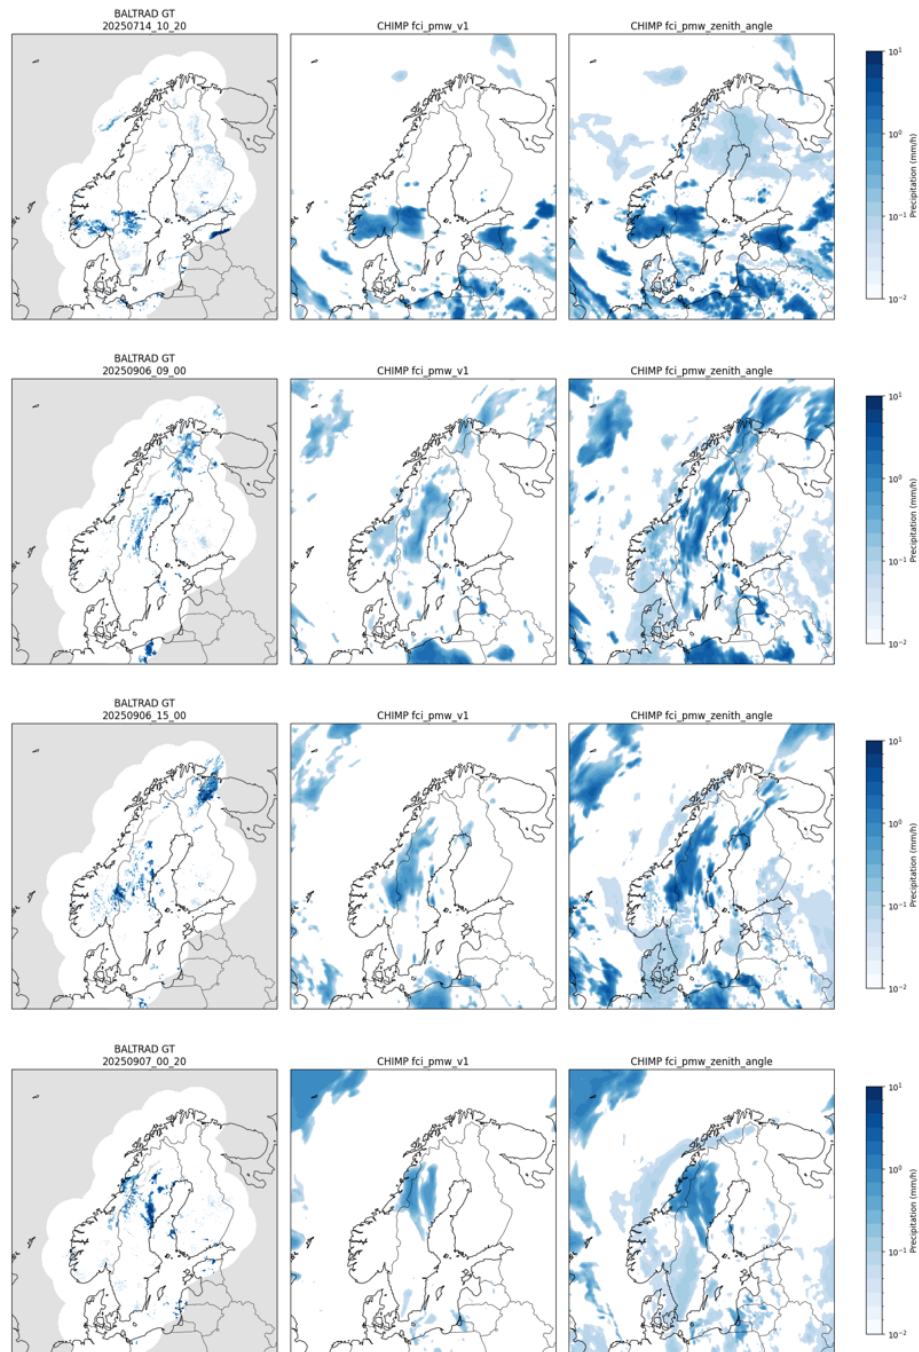 BALTRAD GT
20250714_10_20
CHIMP fci_pmw_v1
CHIMP fci_pmw_zenith_angle
10¹
10⁰
10⁻¹
10⁻²
Precipitation (mm/h)
BALTRAD GT
20250906_09_00
CHIMP fci_pmw_v1
CHIMP fci_pmw_zenith_angle
10¹
10⁰
10⁻¹
10⁻²
Precipitation (mm/h)
BALTRAD GT
20250906_15_00
CHIMP fci_pmw_v1
CHIMP fci_pmw_zenith_angle
10¹
10⁰
10⁻¹
10⁻²
Precipitation (mm/h)
BALTRAD GT
20250907_00_20
CHIMP fci_pmw_v1
CHIMP fci_pmw_zenith_angle
10¹
10⁰
10⁻¹
10⁻²
Precipitation (mm/h)